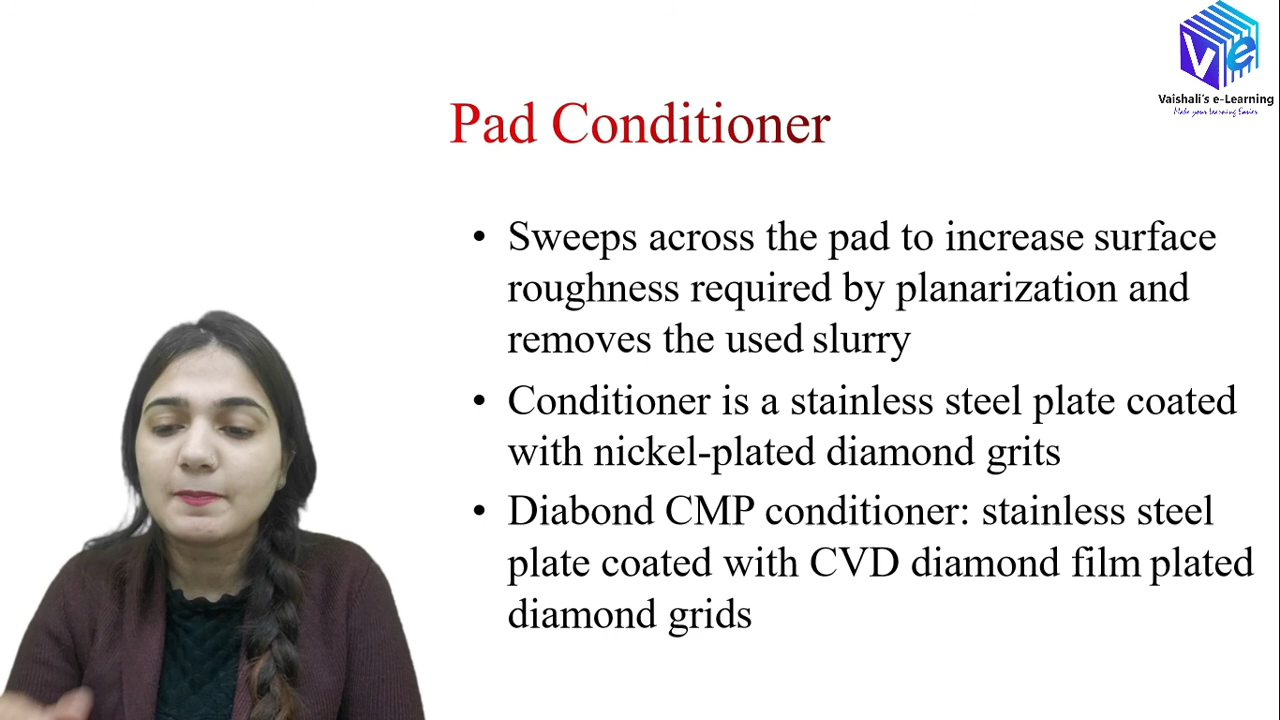 Ve
Vaishali's e-Learning
Make your Learning Easier
Pad Conditioner
• Sweeps across the pad to increase surface
roughness required by planarization and
removes the used slurry
• Conditioner is a stainless steel plate coated
with nickel-plated diamond grits
• Diabond CMP conditioner: stainless steel
plate coated with CVD diamond film plated
diamond grids